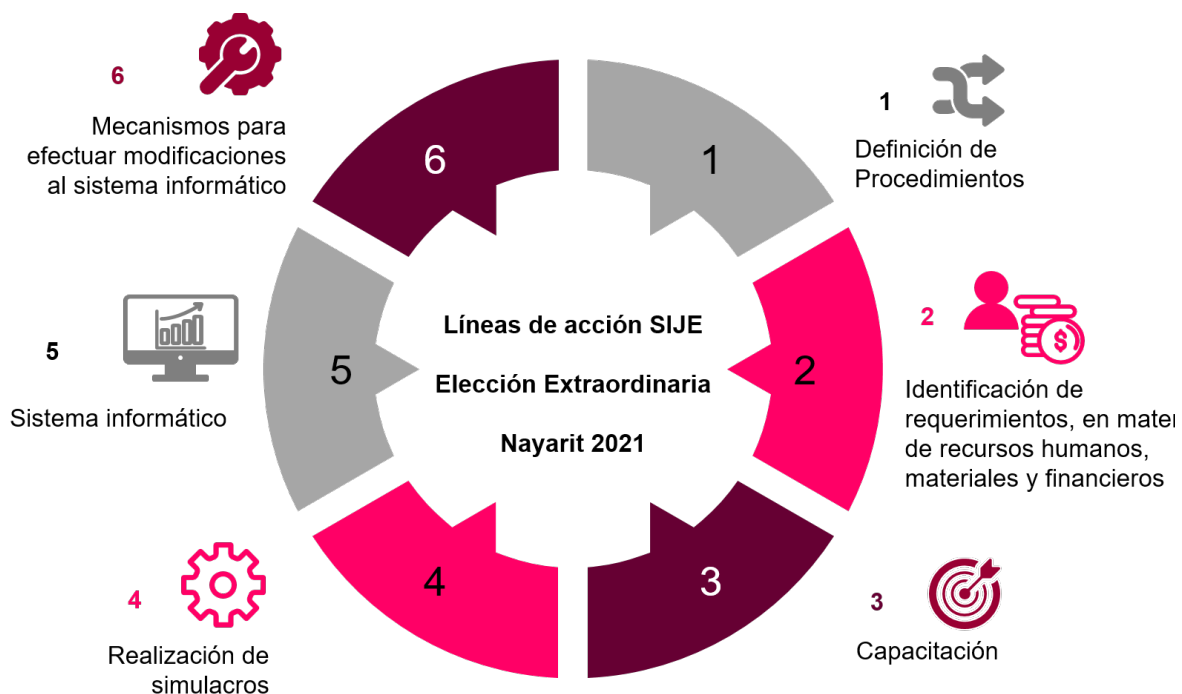 6
Mecanismos para
efectuar modificaciones
al sistema informático
1
Definición de
Procedimientos
6
1
5
2
4
3
Líneas de acción SIJE
Elección Extraordinaria
Nayarit 2021
2
Identificación de
requerimientos, en mater
de recursos humanos,
materiales y financieros
$
5
Sistema informático
4
Realización de
simulacros
3
Capacitación